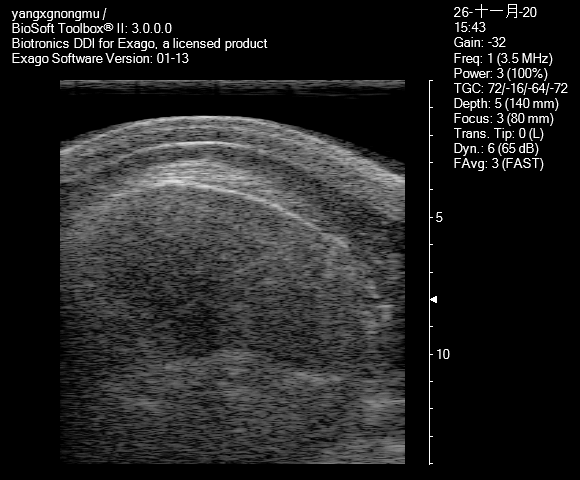 yangxgnongmu /
BioSoft Toolbox® II: 3.0.0.0
Biotronics DDI for Exago, a licensed product
Exago Software Version: 01-13
26-十一月-20
15:43
Gain: -32
Freq: 1 (3.5 MHz)
Power: 3 (100%)
TGC: 72/-16/-64/-72
Depth: 5 (140 mm)
Focus: 3 (80 mm)
Trans. Tip: 0 (L)
Dyn.: 6 (65 dB)
FAvg: 3 (FAST)
5
10